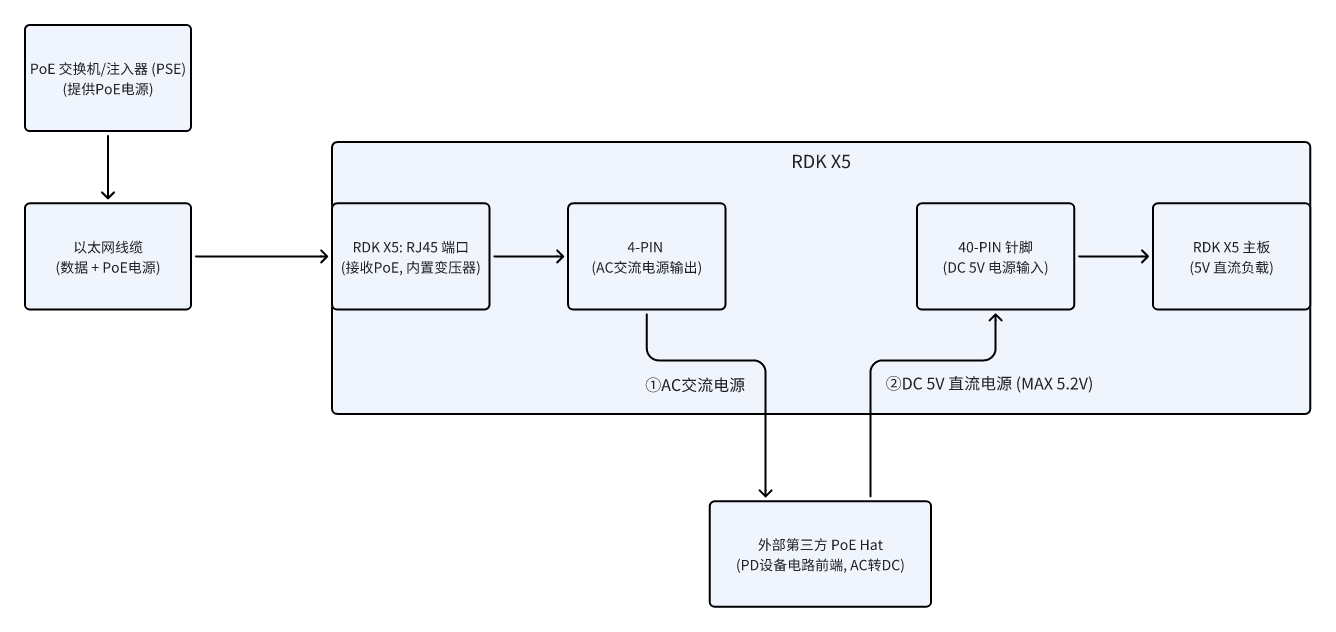 PoE 交换机/注入器 (PSE)
(提供PoE电源)
以太网线缆
(数据 + PoE电源)
RDK X5
RDK X5: RJ45 端口
(接收PoE, 内置变压器)
4-PIN
(AC交流电源输出)
40-PIN 针脚
(DC 5V 电源输入)
RDK X5 主板
(5V 直流负载)
①AC交流电源
②DC 5V 直流电源 (MAX 5.2V)
外部第三方 PoE Hat
(PD设备电路前端, AC转DC)